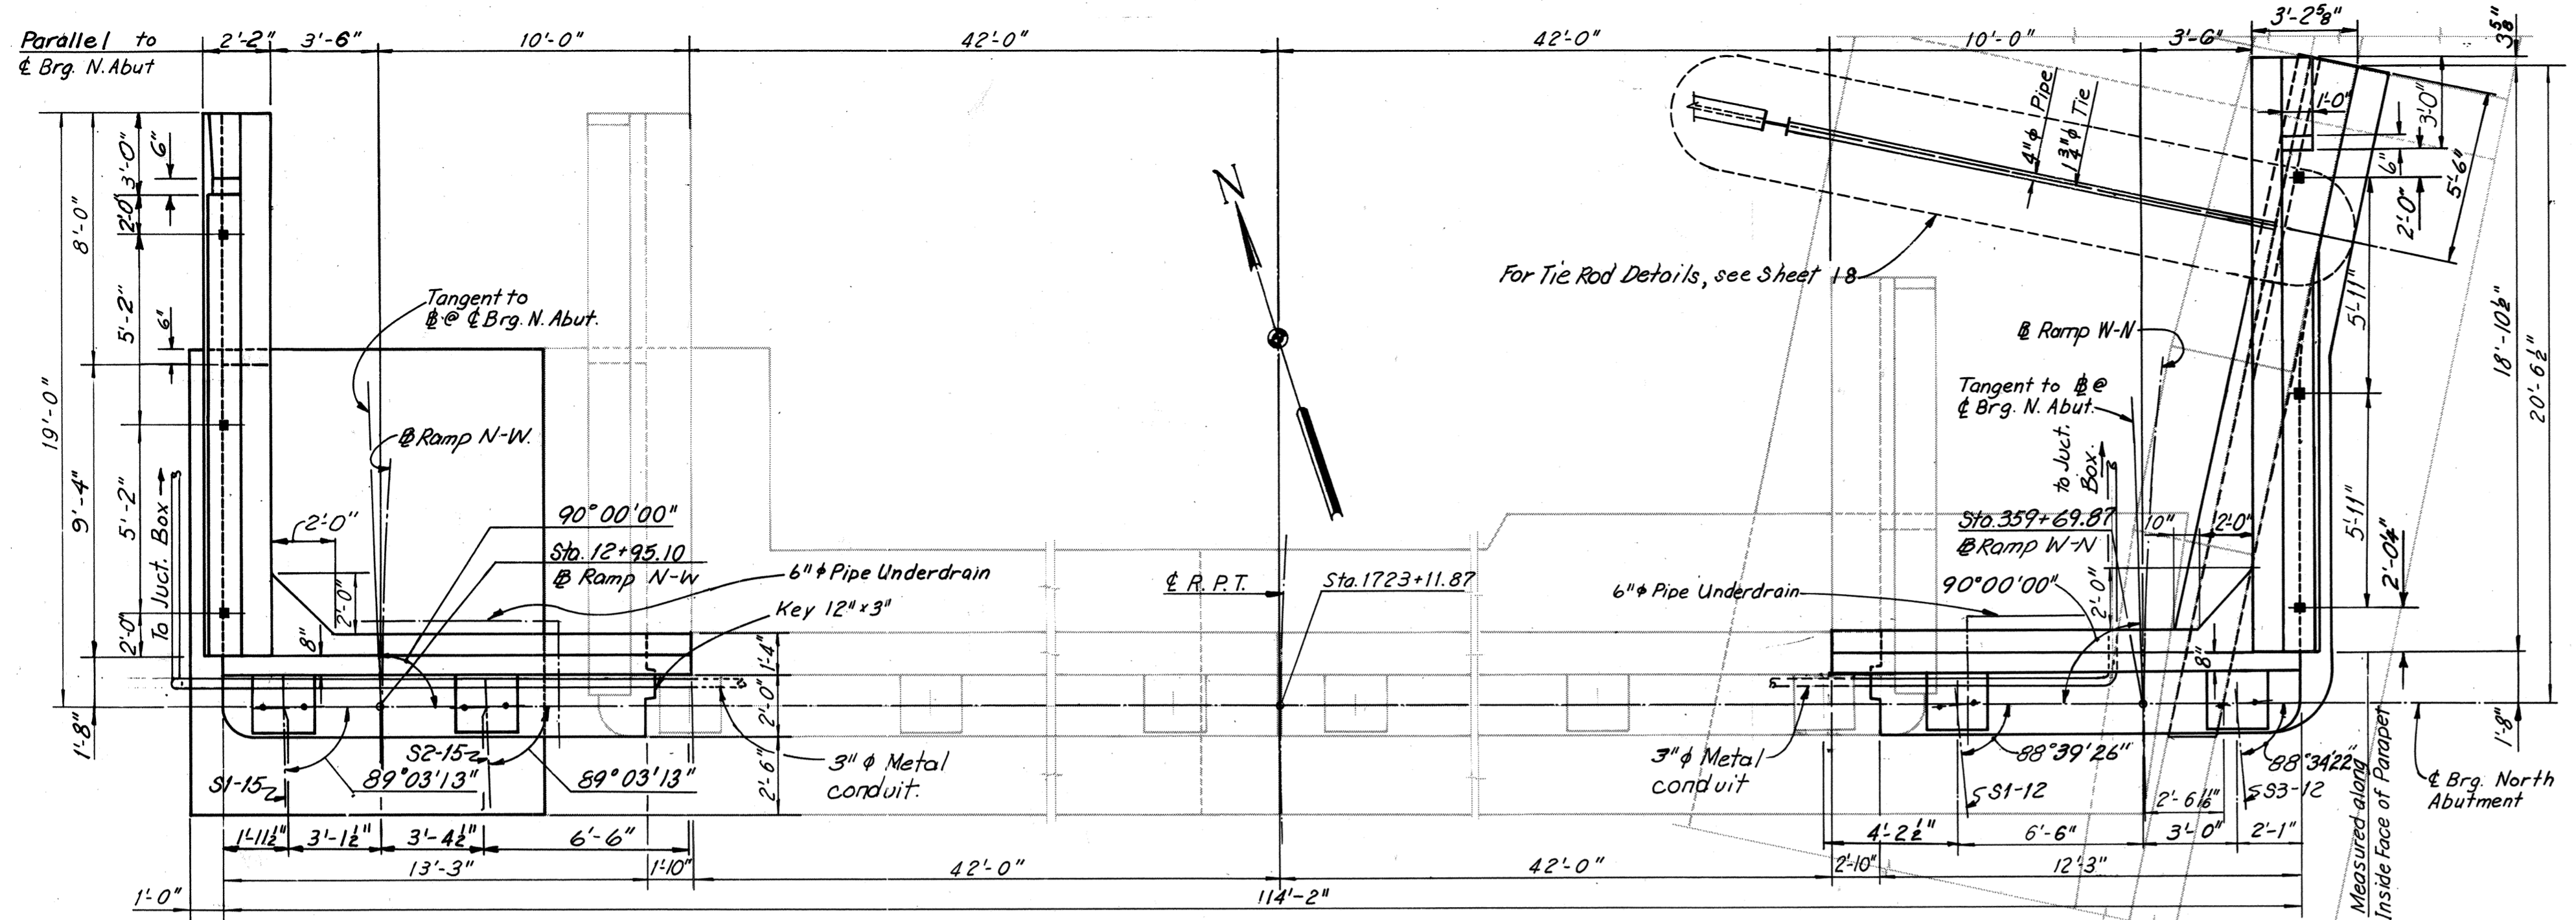 Parallel to
℄ Brg. N. Abut
2'-2"
3'-6"
10'-0"
42'-0"
42'-0"
10'-0"
3'-6"
3'-2⅝"
3⅝"
6"
3'-0"
2'-0"
8'-0"
5'-2"
6"
19'-0"
9'-4"
5'-2"
2'-0"
1'-8"
To Juct. Box
Tangent to
℄ Brg. N. Abut.
Ramp N-W.
2'-0"
90°00'00"
Sta. 12+95.10
Ramp N-W
2'-0"
8"
6"φ Pipe Underdrain
Key 12"x3"
1'-4"
2'-0"
2'-6"
3"φ Metal
conduit.
S1-15
89°03'13"
S2-15
89°03'13"
1'-11½"
3'-1½"
3'-4½"
6'-6"
13'-3"
1'-10"
42'-0"
1'-0"
114'-2"
N
℄ R.P.T.
Sta. 1723+11.87
4"φ Pipe
1¾"φ Tie
For Tie Rod Details, see Sheet 18
1'-0"
3'-0"
6"
2'-0"
5'-6"
5'-11"
18'-10½"
20'-6½"
Ramp W-N
Tangent to @
℄ Brg. N. Abut.
to Juct.
Box.
Sta. 359+69.87
Ramp W-N
10"
2'-0"
90°00'00"
2'-0"
6"φ Pipe Underdrain
8"
5'-11"
2'-0¼"
1'-8"
3"φ Metal
conduit
88°39'26"
S1-12
88°34'22"
S3-12
℄ Brg. North
Abutment
Measured along
Inside Face of Parapet
4'-2½"
6'-6"
3'-0"
2'-1"
42'-0"
2'-10"
12'-3"